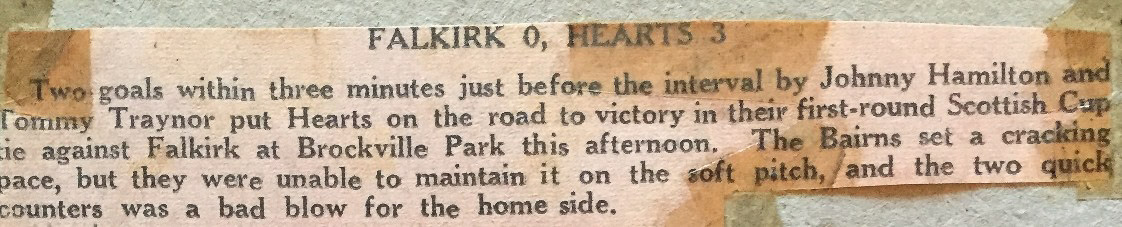 FALKIRK 0, HEARTS 3
Two goals within three minutes just before the interval by Johnny Hamilton and
Tommy Traynor put Hearts on the road to victory in their first-round Scottish Cup
tie against Falkirk at Brockville Park this afternoon. The Bairns set a cracking
pace, but they were unable to maintain it on the soft pitch, and the two quick
counters was a bad blow for the home side.